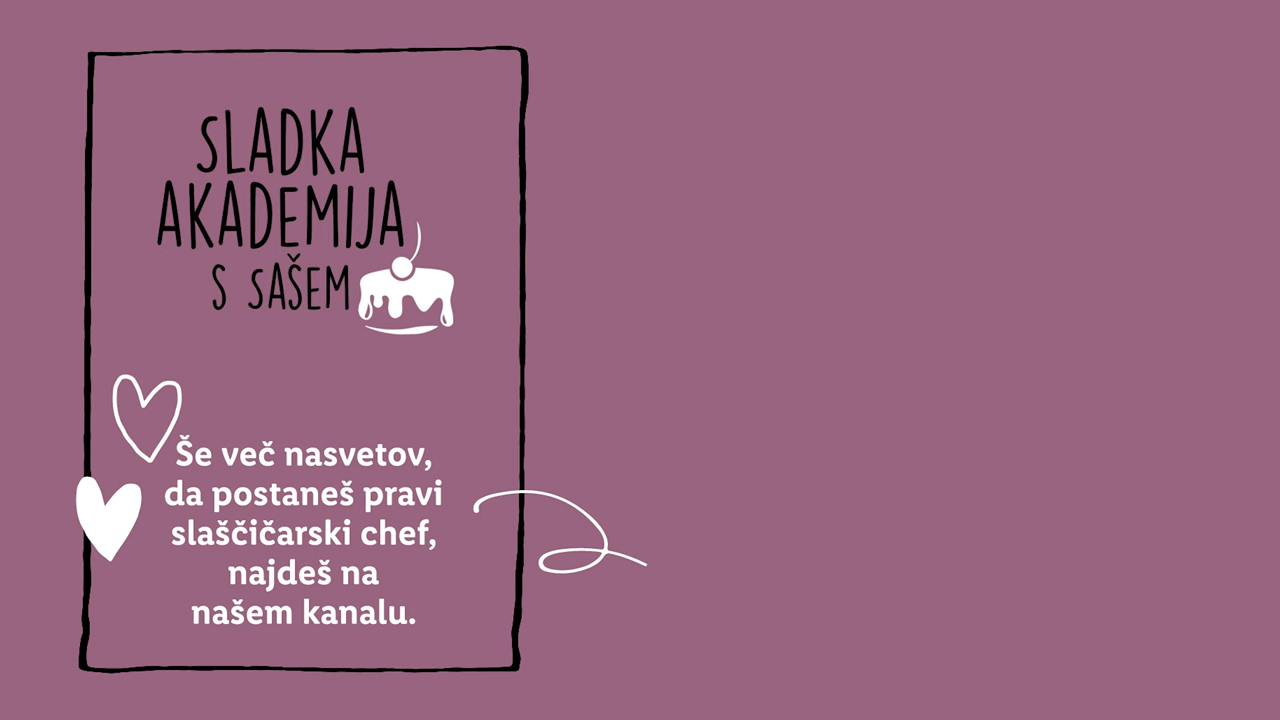 SLADKA
AKADEMIJA
S SAŠEM
Še več nasvetov,
da postaneš pravi
slaščičarski chef,
najdeš na
našem kanalu.